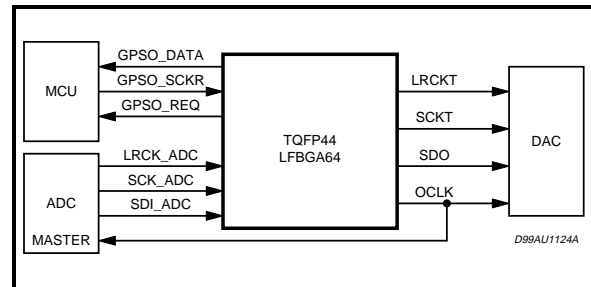 GPSO_DATA
MCU
GPSO_SCKR
GPSO_REQ
LRCK_ADC
SCK_ADC
SDI_ADC
ADC
MASTER
TQFP44
LFBGA64
LRCKT
SCKT
SDO
OCLK
DAC
D99AU1124A